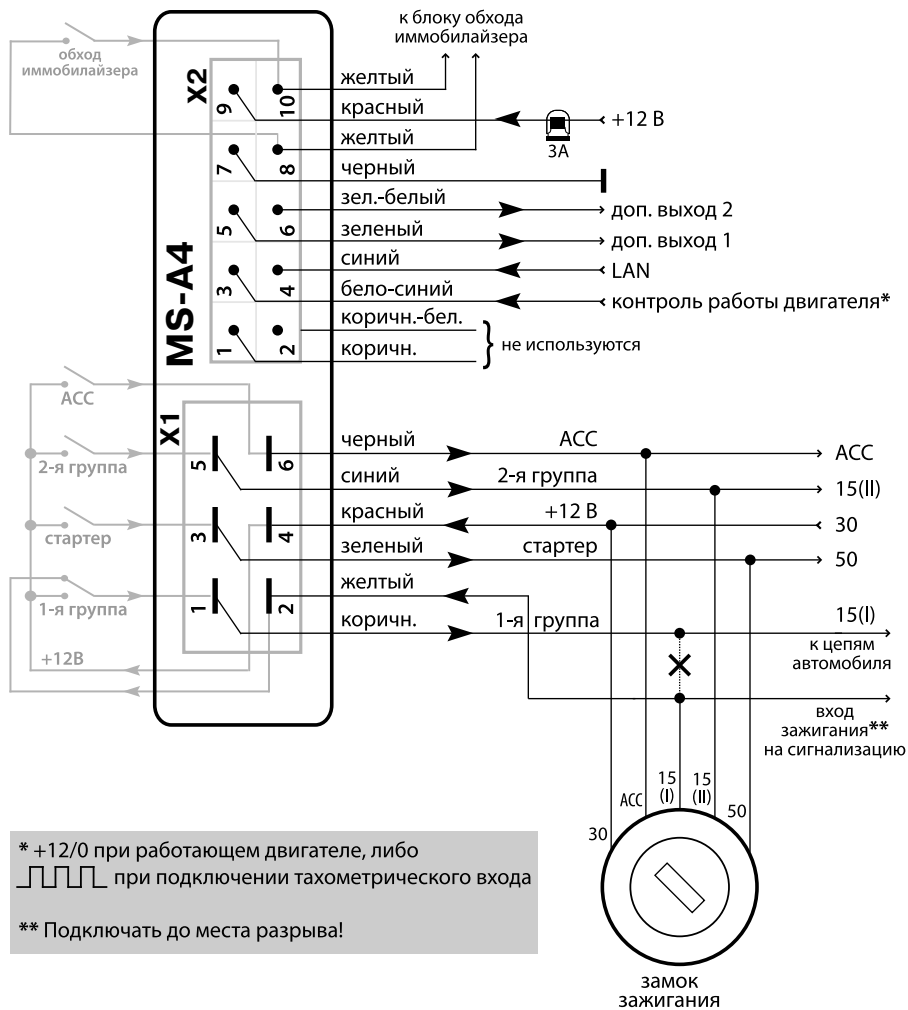 к блоку обхода
иммобилайзера
обход
иммобилайзера
X2
9
10
7
8
5
6
3
4
1
2
желтый
красный
+12 В
3А
желтый
черный
зел.-белый
доп. выход 2
зеленый
доп. выход 1
синий
LAN
бело-синий
контроль работы двигателя*
коричн.-бел.
коричн.
не используются
MS-A4
ACC
2-я группа
стартер
1-я группа
+12В
X1
5
6
3
4
1
2
черный
ACC
ACC
синий
2-я группа
15(II)
красный
+12 В
30
зеленый
стартер
50
желтый
коричн.
1-я группа
15(I)
к цепям
автомобиля
вход
зажигания**
на сигнализацию
30
ACC
15
(I)
15
(II)
50
замок
зажигания
* +12/0 при работающем двигателе, либо
при подключении тахометрического входа
** Подключать до места разрыва!